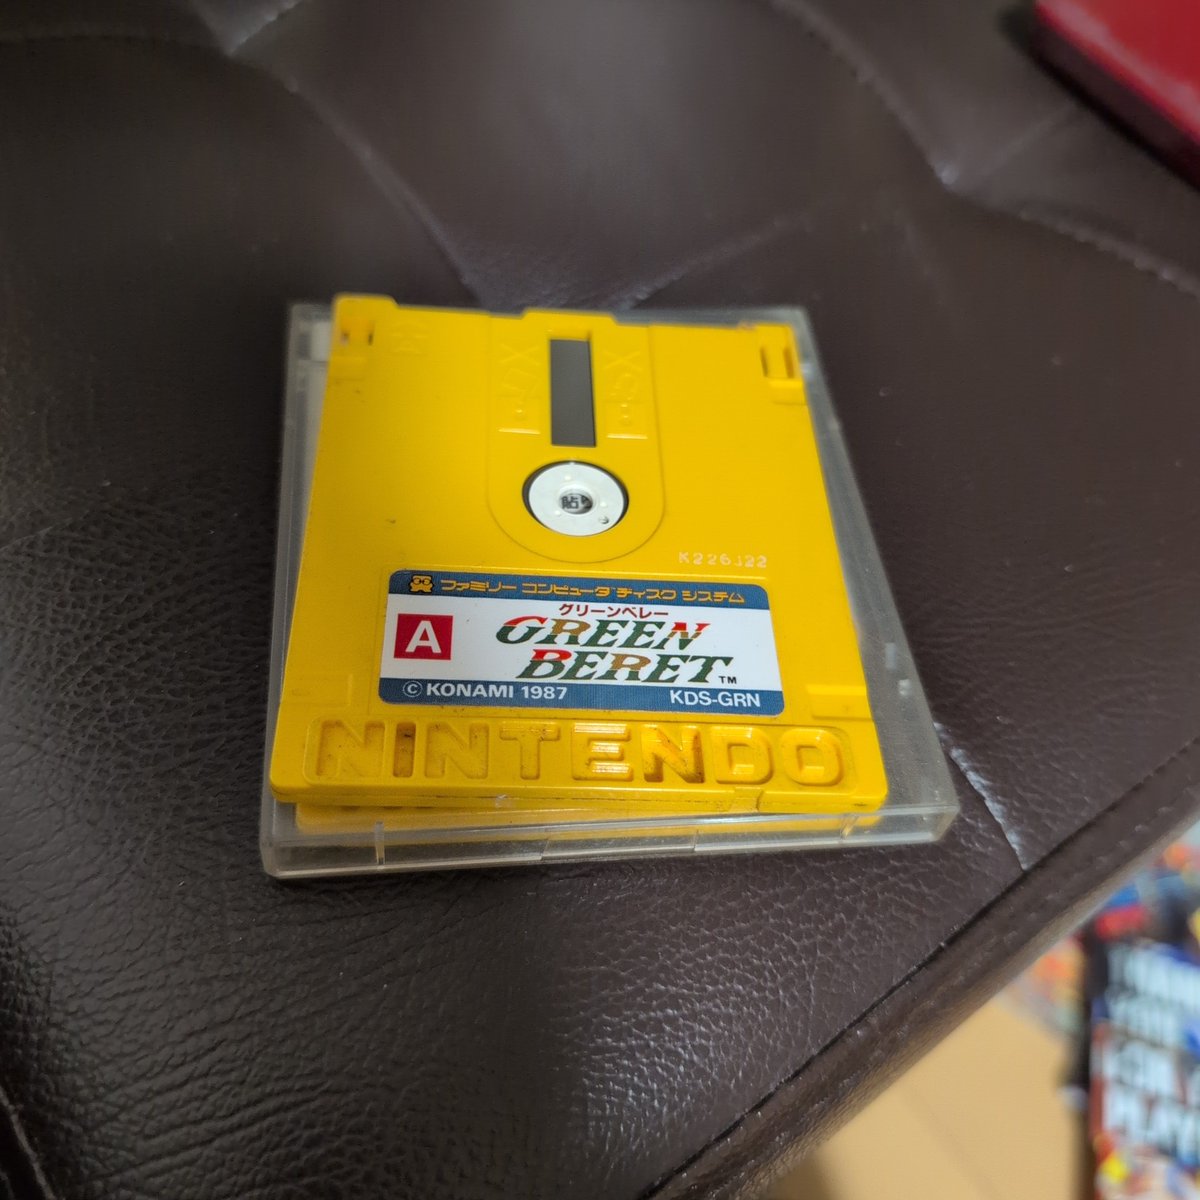 K226J22
ファミリー コンピュータ ディスク システム
グリーンベレー
A
GREEN
BERET™
© KONAMI 1987 KDS-GRN
NINTENDO